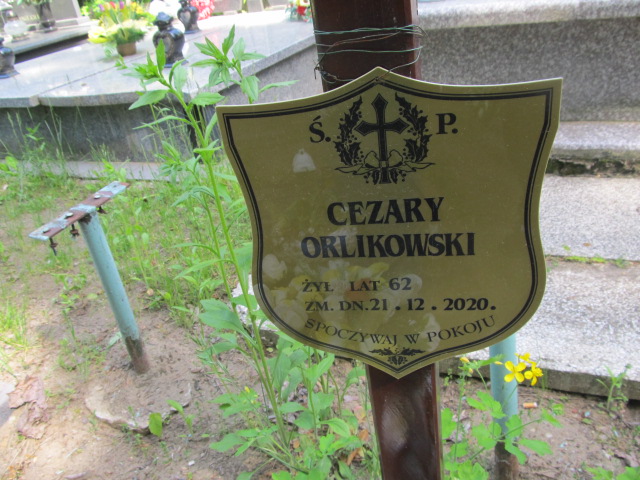 Ś. P.
CEZARY
ORLIKOWSKI
ŻYŁ LAT 62
ZM. DN. 21 . 12 . 2020.
SPOCZYWAJ W POKOJU